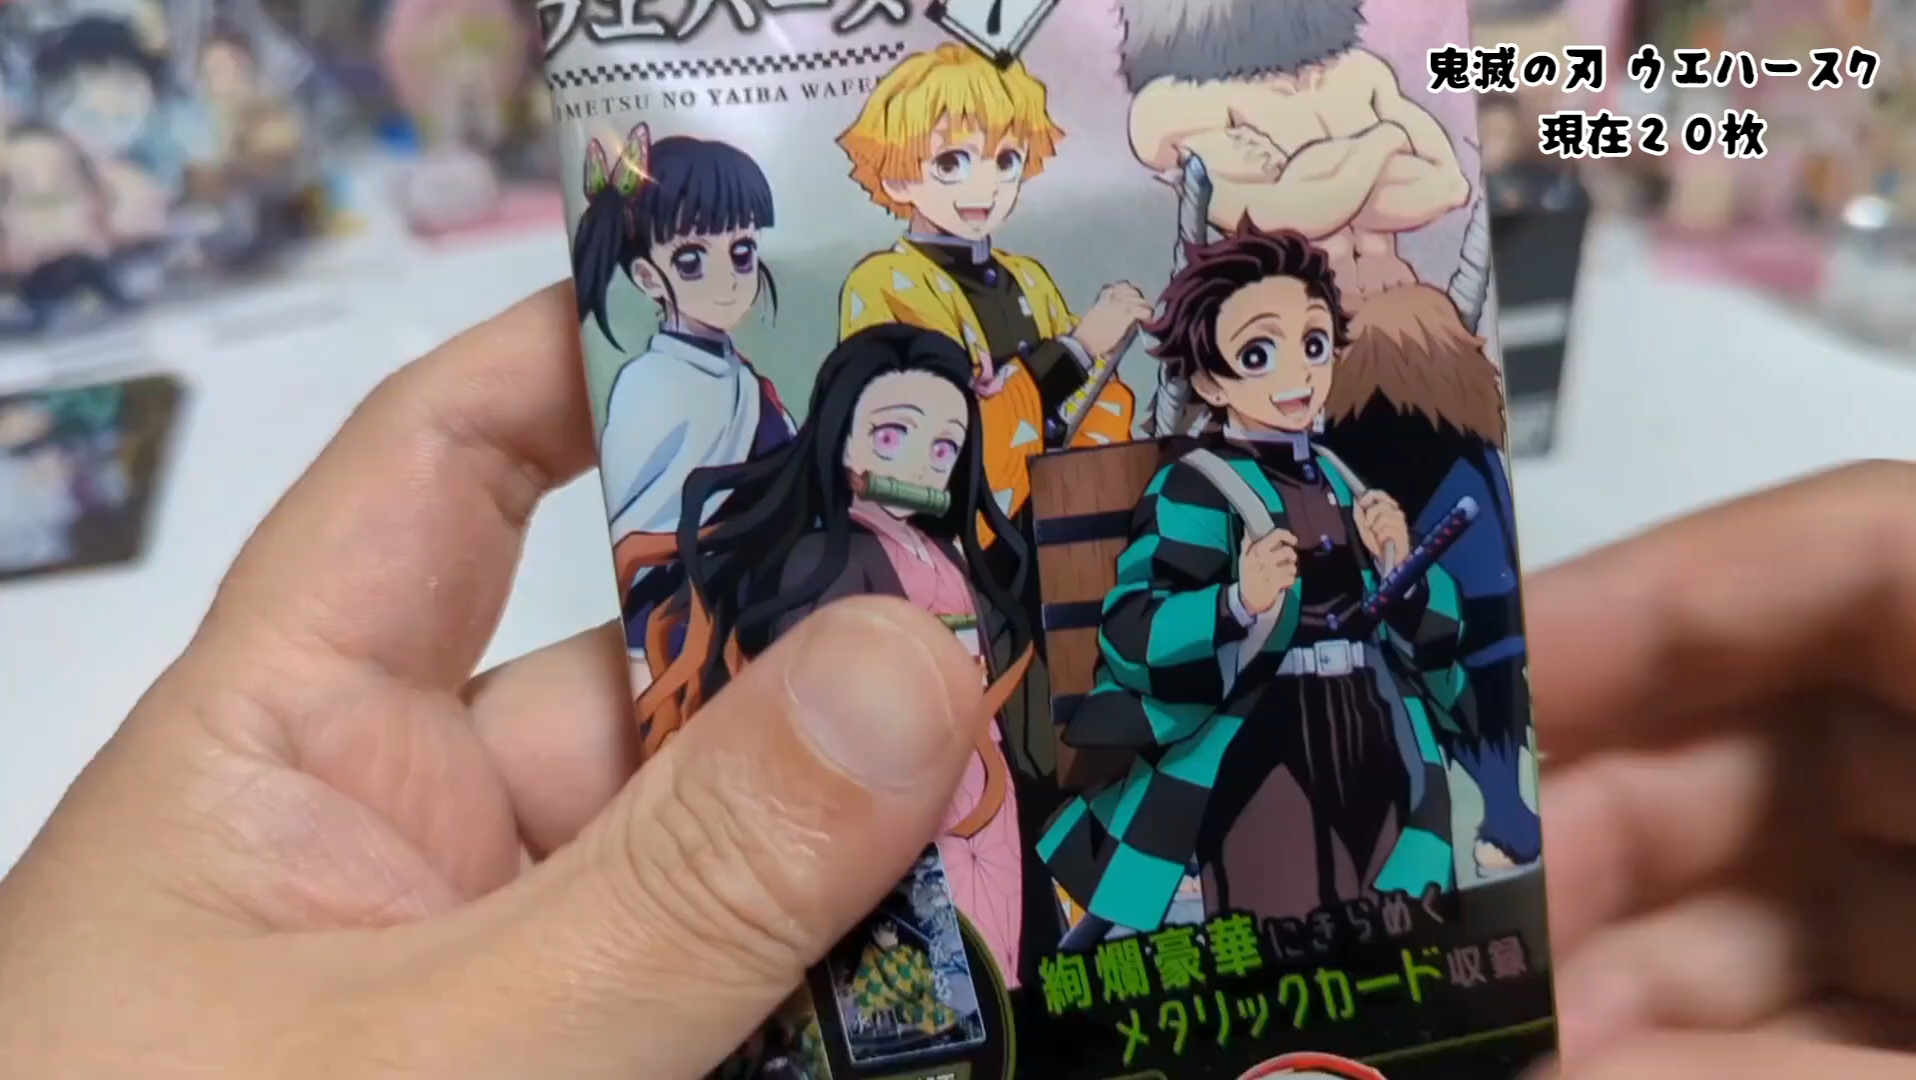 ウエハース
鬼滅の刃 ウエハースク
IMETSU NO YAIBA WAFE
現在20枚
絢爛豪華にきらめく
メタリックカード収録